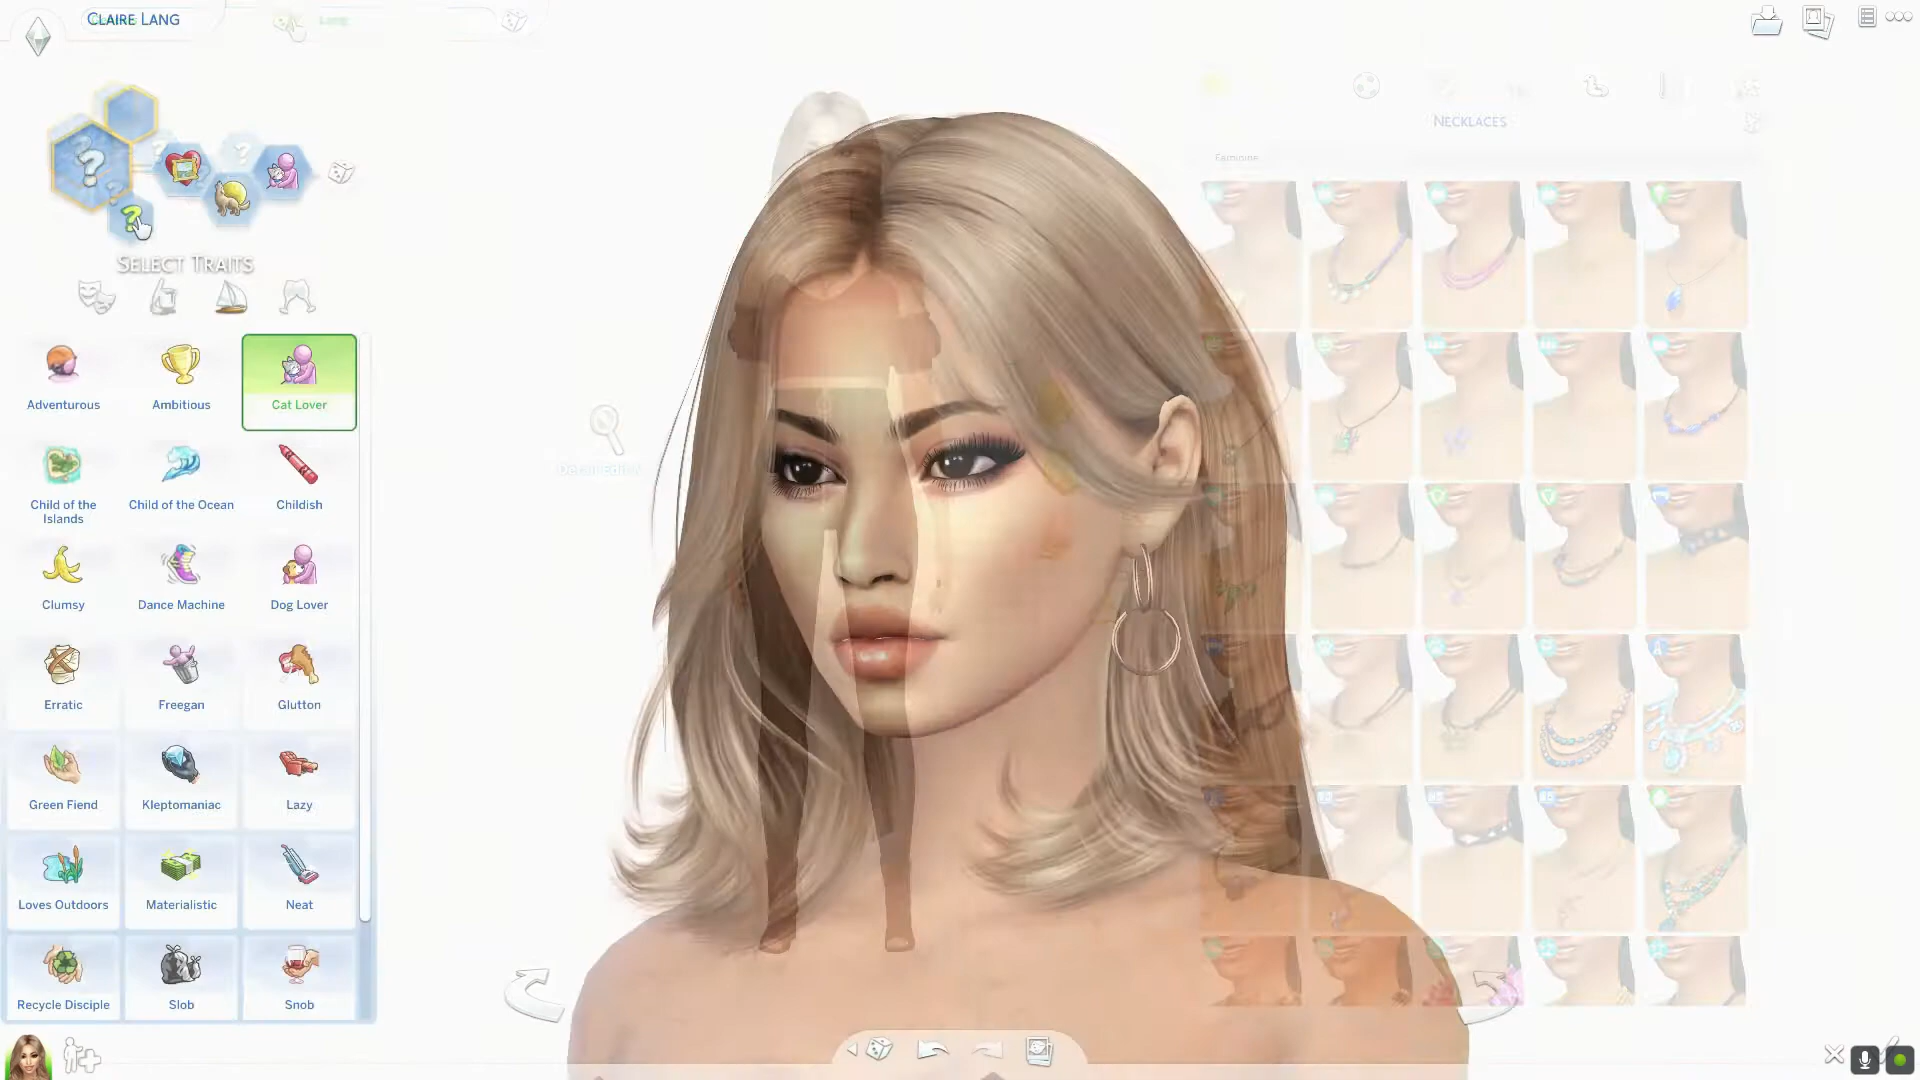 CLAIRE LANG
Long
NECKLACES
Feminine
SELECT TRAITS
Adventurous
Ambitious
Cat Lover
Child of the
Islands
Child of the Ocean
Childish
Clumsy
Dance Machine
Dog Lover
Erratic
Freegan
Glutton
Green Fiend
Kleptomaniac
Lazy
Loves Outdoors
Materialistic
Neat
Recycle Disciple
Slob
Snob